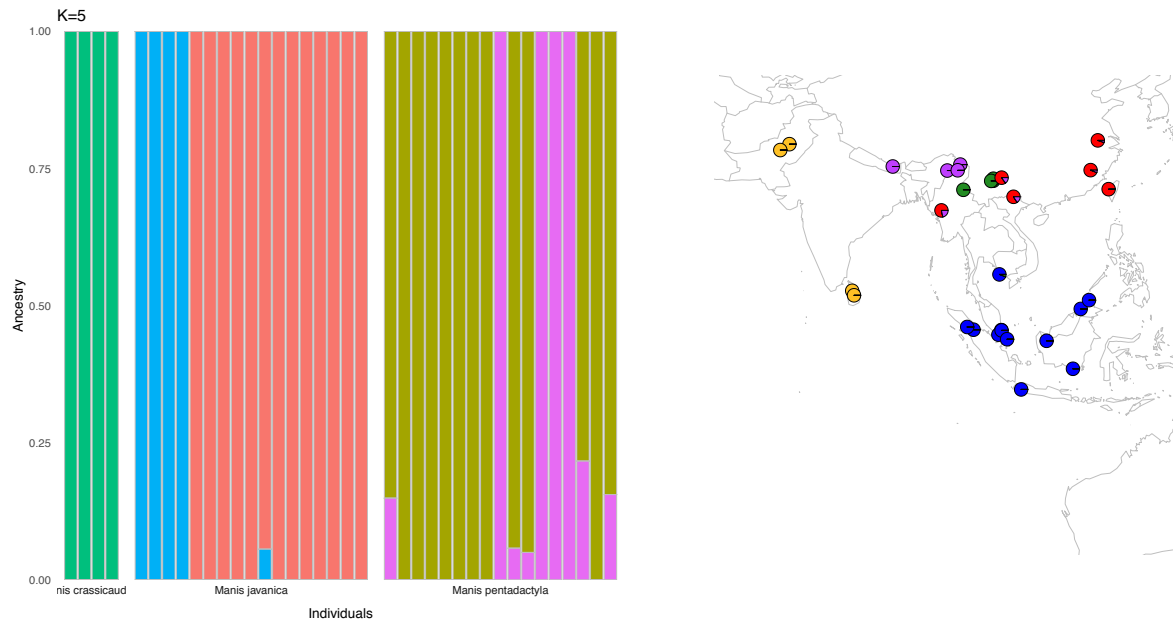 K=5
1.00
0.75
0.50
0.25
0.00
Ancestry
nis crassicaud
Manis javanica
Manis pentadactyla
Individuals